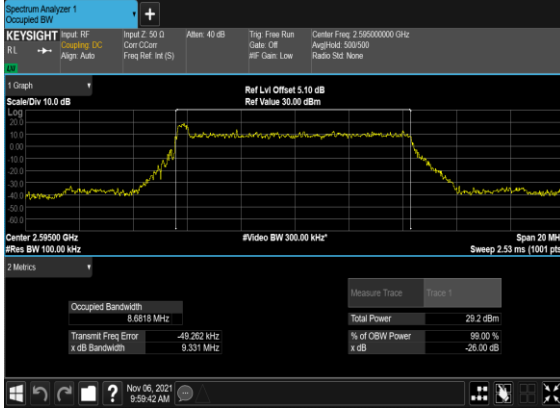 Spectrum Analyzer 1
Occupied BW
+
KEYSIGHT Input: RF Input Z: 50 Ω Atten: 40 dB Trig: Free Run Center Freq: 2.595000000 GHz
RL Coupling: DC Corr CCorr Gate: Off Avg|Hold: 500/500
Align: Auto Freq Ref: Int (S) #IF Gain: Low Radio Std: None
LXI
1 Graph
Ref Lvl Offset 5.10 dB
Scale/Div 10.0 dB Ref Value 30.00 dBm
Log
20.0
10.0
0.00
-10.0
-20.0
-30.0
-40.0
-50.0
-60.0
Center 2.59500 GHz #Video BW 300.00 kHz* Span 20 MH
#Res BW 100.00 kHz Sweep 2.53 ms (1001 pts
2 Metrics
Measure Trace Trace 1
Occupied Bandwidth
8.6818 MHz Total Power 29.2 dBm
Transmit Freq Error -49.262 kHz % of OBW Power 99.00 %
x dB Bandwidth 9.331 MHz x dB -26.00 dB
? Nov 06, 2021
9:59:42 AM